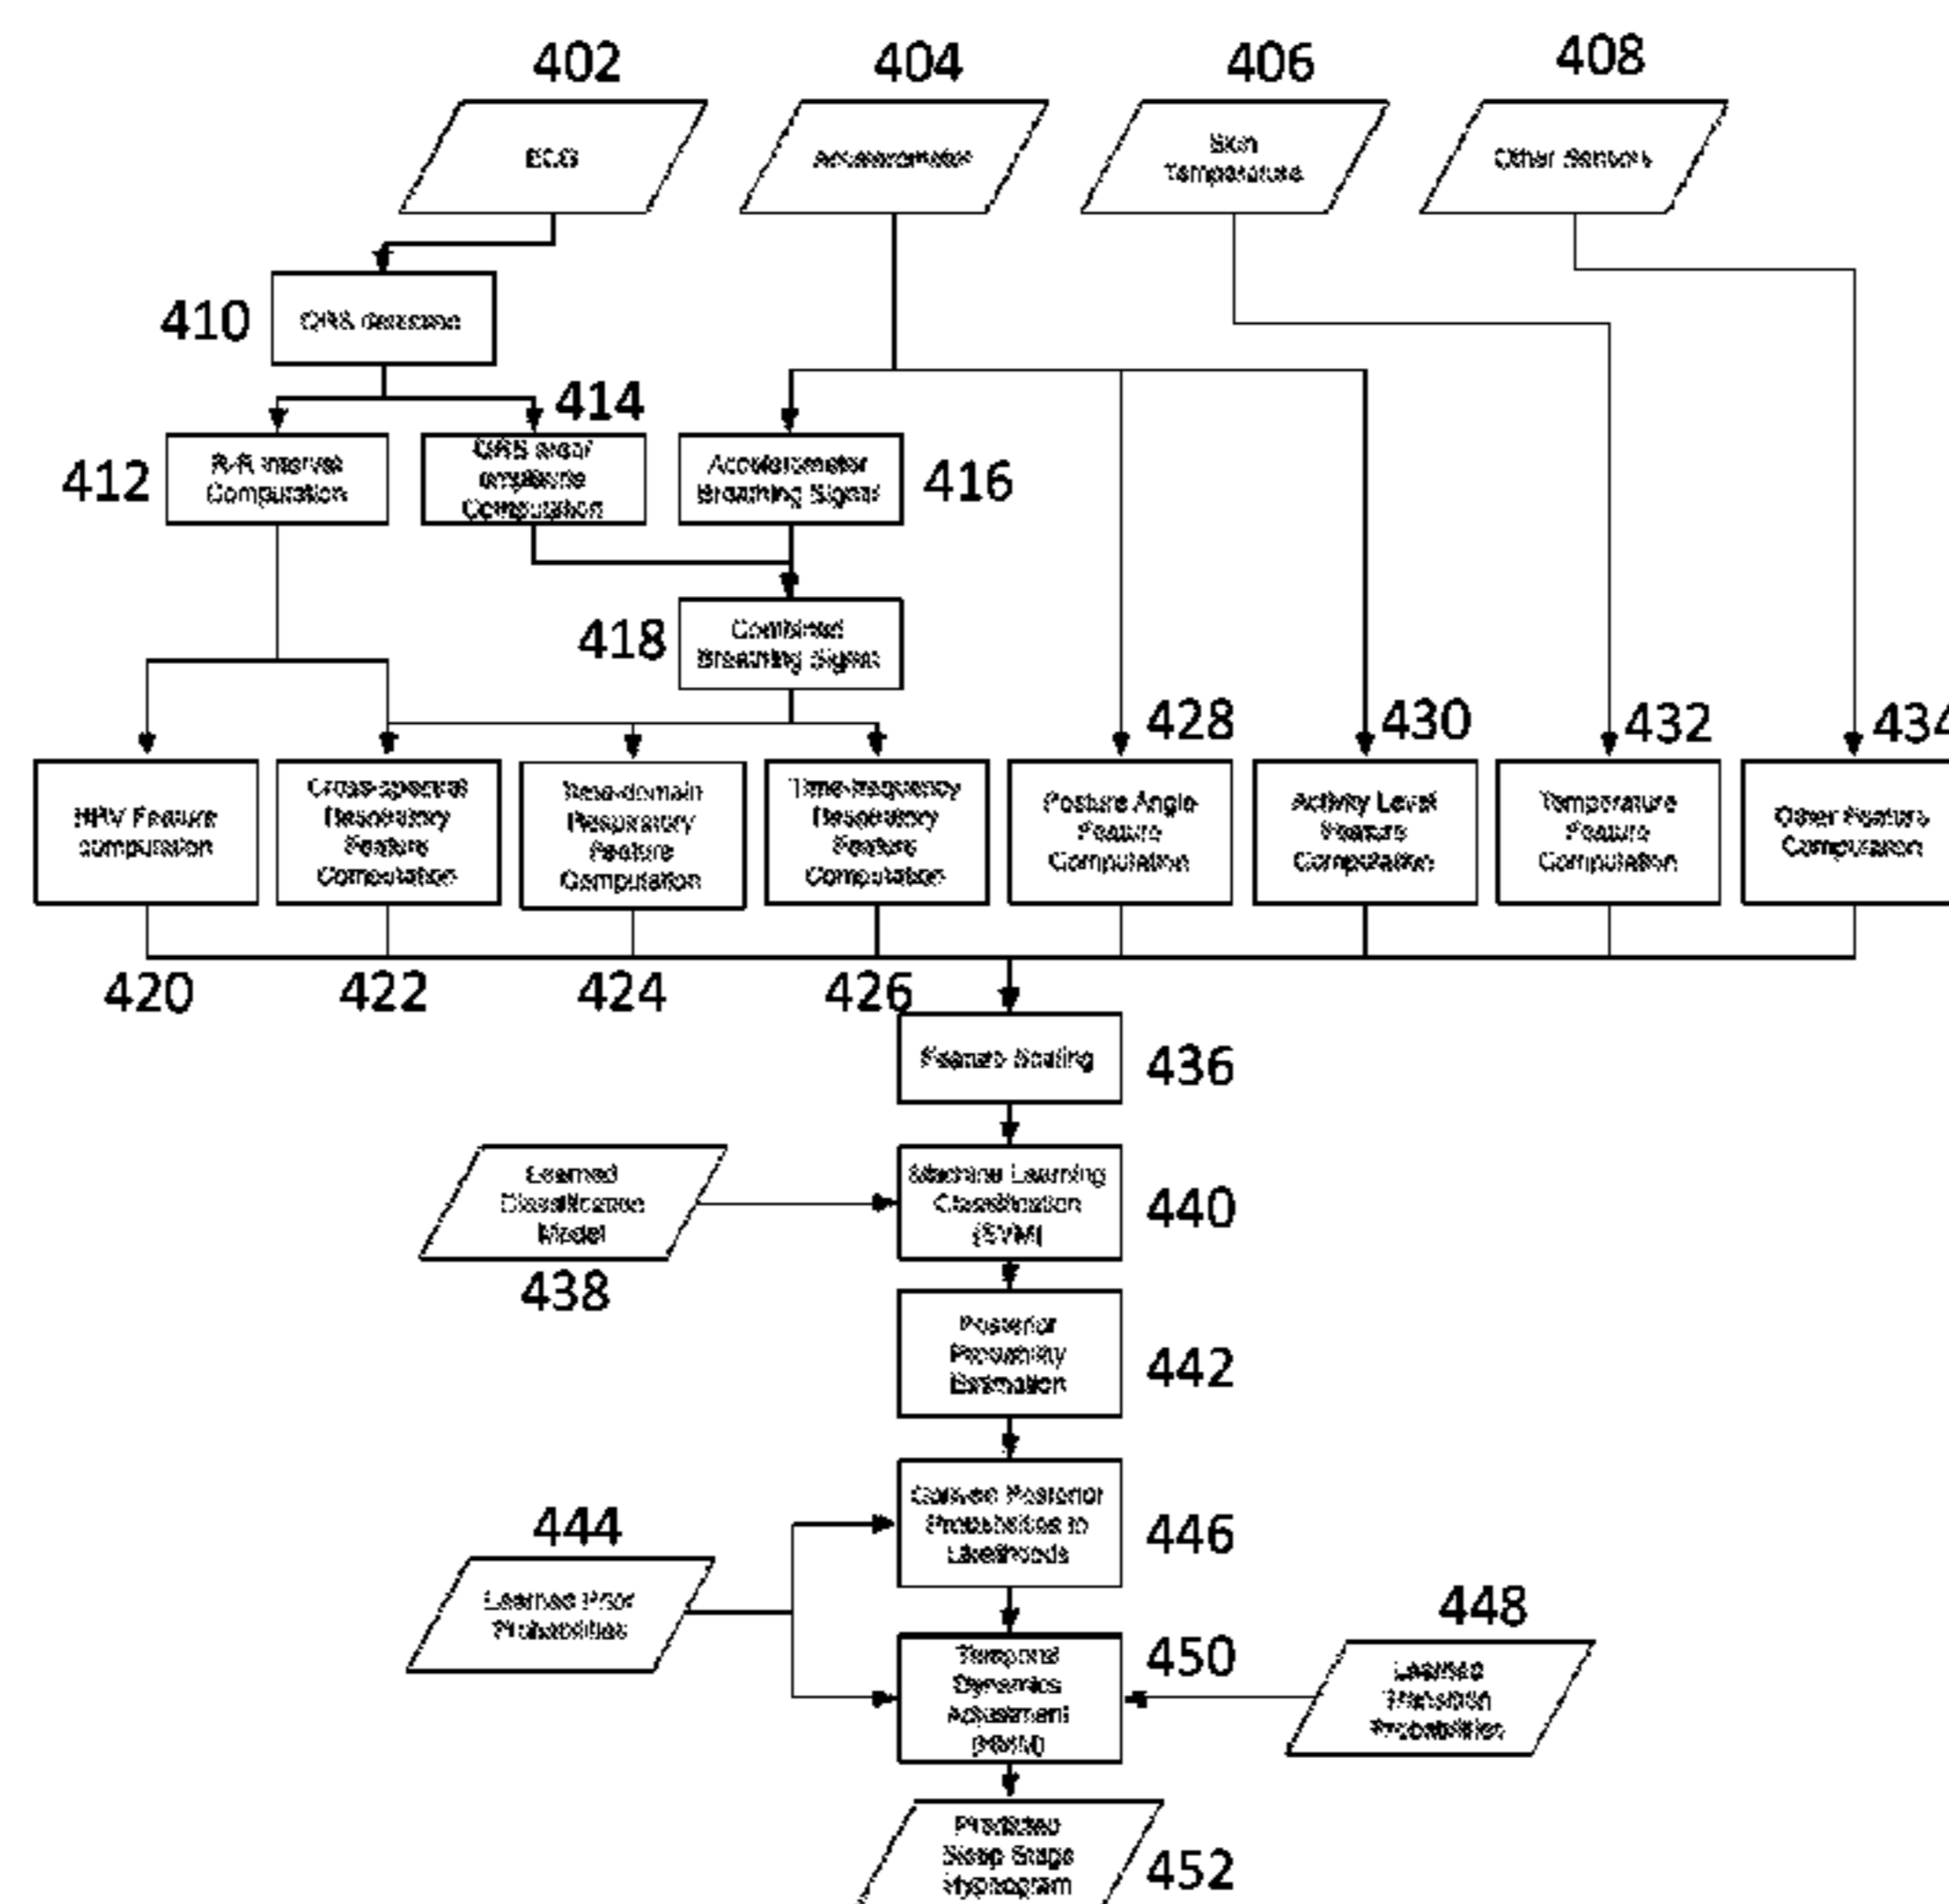 402
404
406
408
ECG
Accelerometer
Skin
Temperature
Other Sensors
410
QRS detection
412
R-R Interval
Computation
414
QRS area/
amplitude
Computation
Accelerometer
Breathing Signal
416
418
Combined
Breathing Signal
428
430
432
434
HRV Feature
computation
Cross-spectral
Respiratory
Feature
Computation
Respiratory
Feature
Computation
Time-frequency
Respiratory
Feature
Computation
Posture Angle
Feature
Computation
Activity Level
Feature
Computation
Temperature
Feature
Computation
Other Feature
Computation
420
422
424
426
Feature Scaling
436
Learned
Classification
Model
438
Machine Learning
Classification
(SVM)
440
Posterior
Probability
Estimation
442
444
Learned Prior
Probabilities
Convert Posterior
Probabilities to
Likelihoods
446
448
Learned
Transition
Probabilities
Temporal
Dynamics
Adjustment
(HMM)
450
Predicted
Sleep Stage
Hypnogram
452